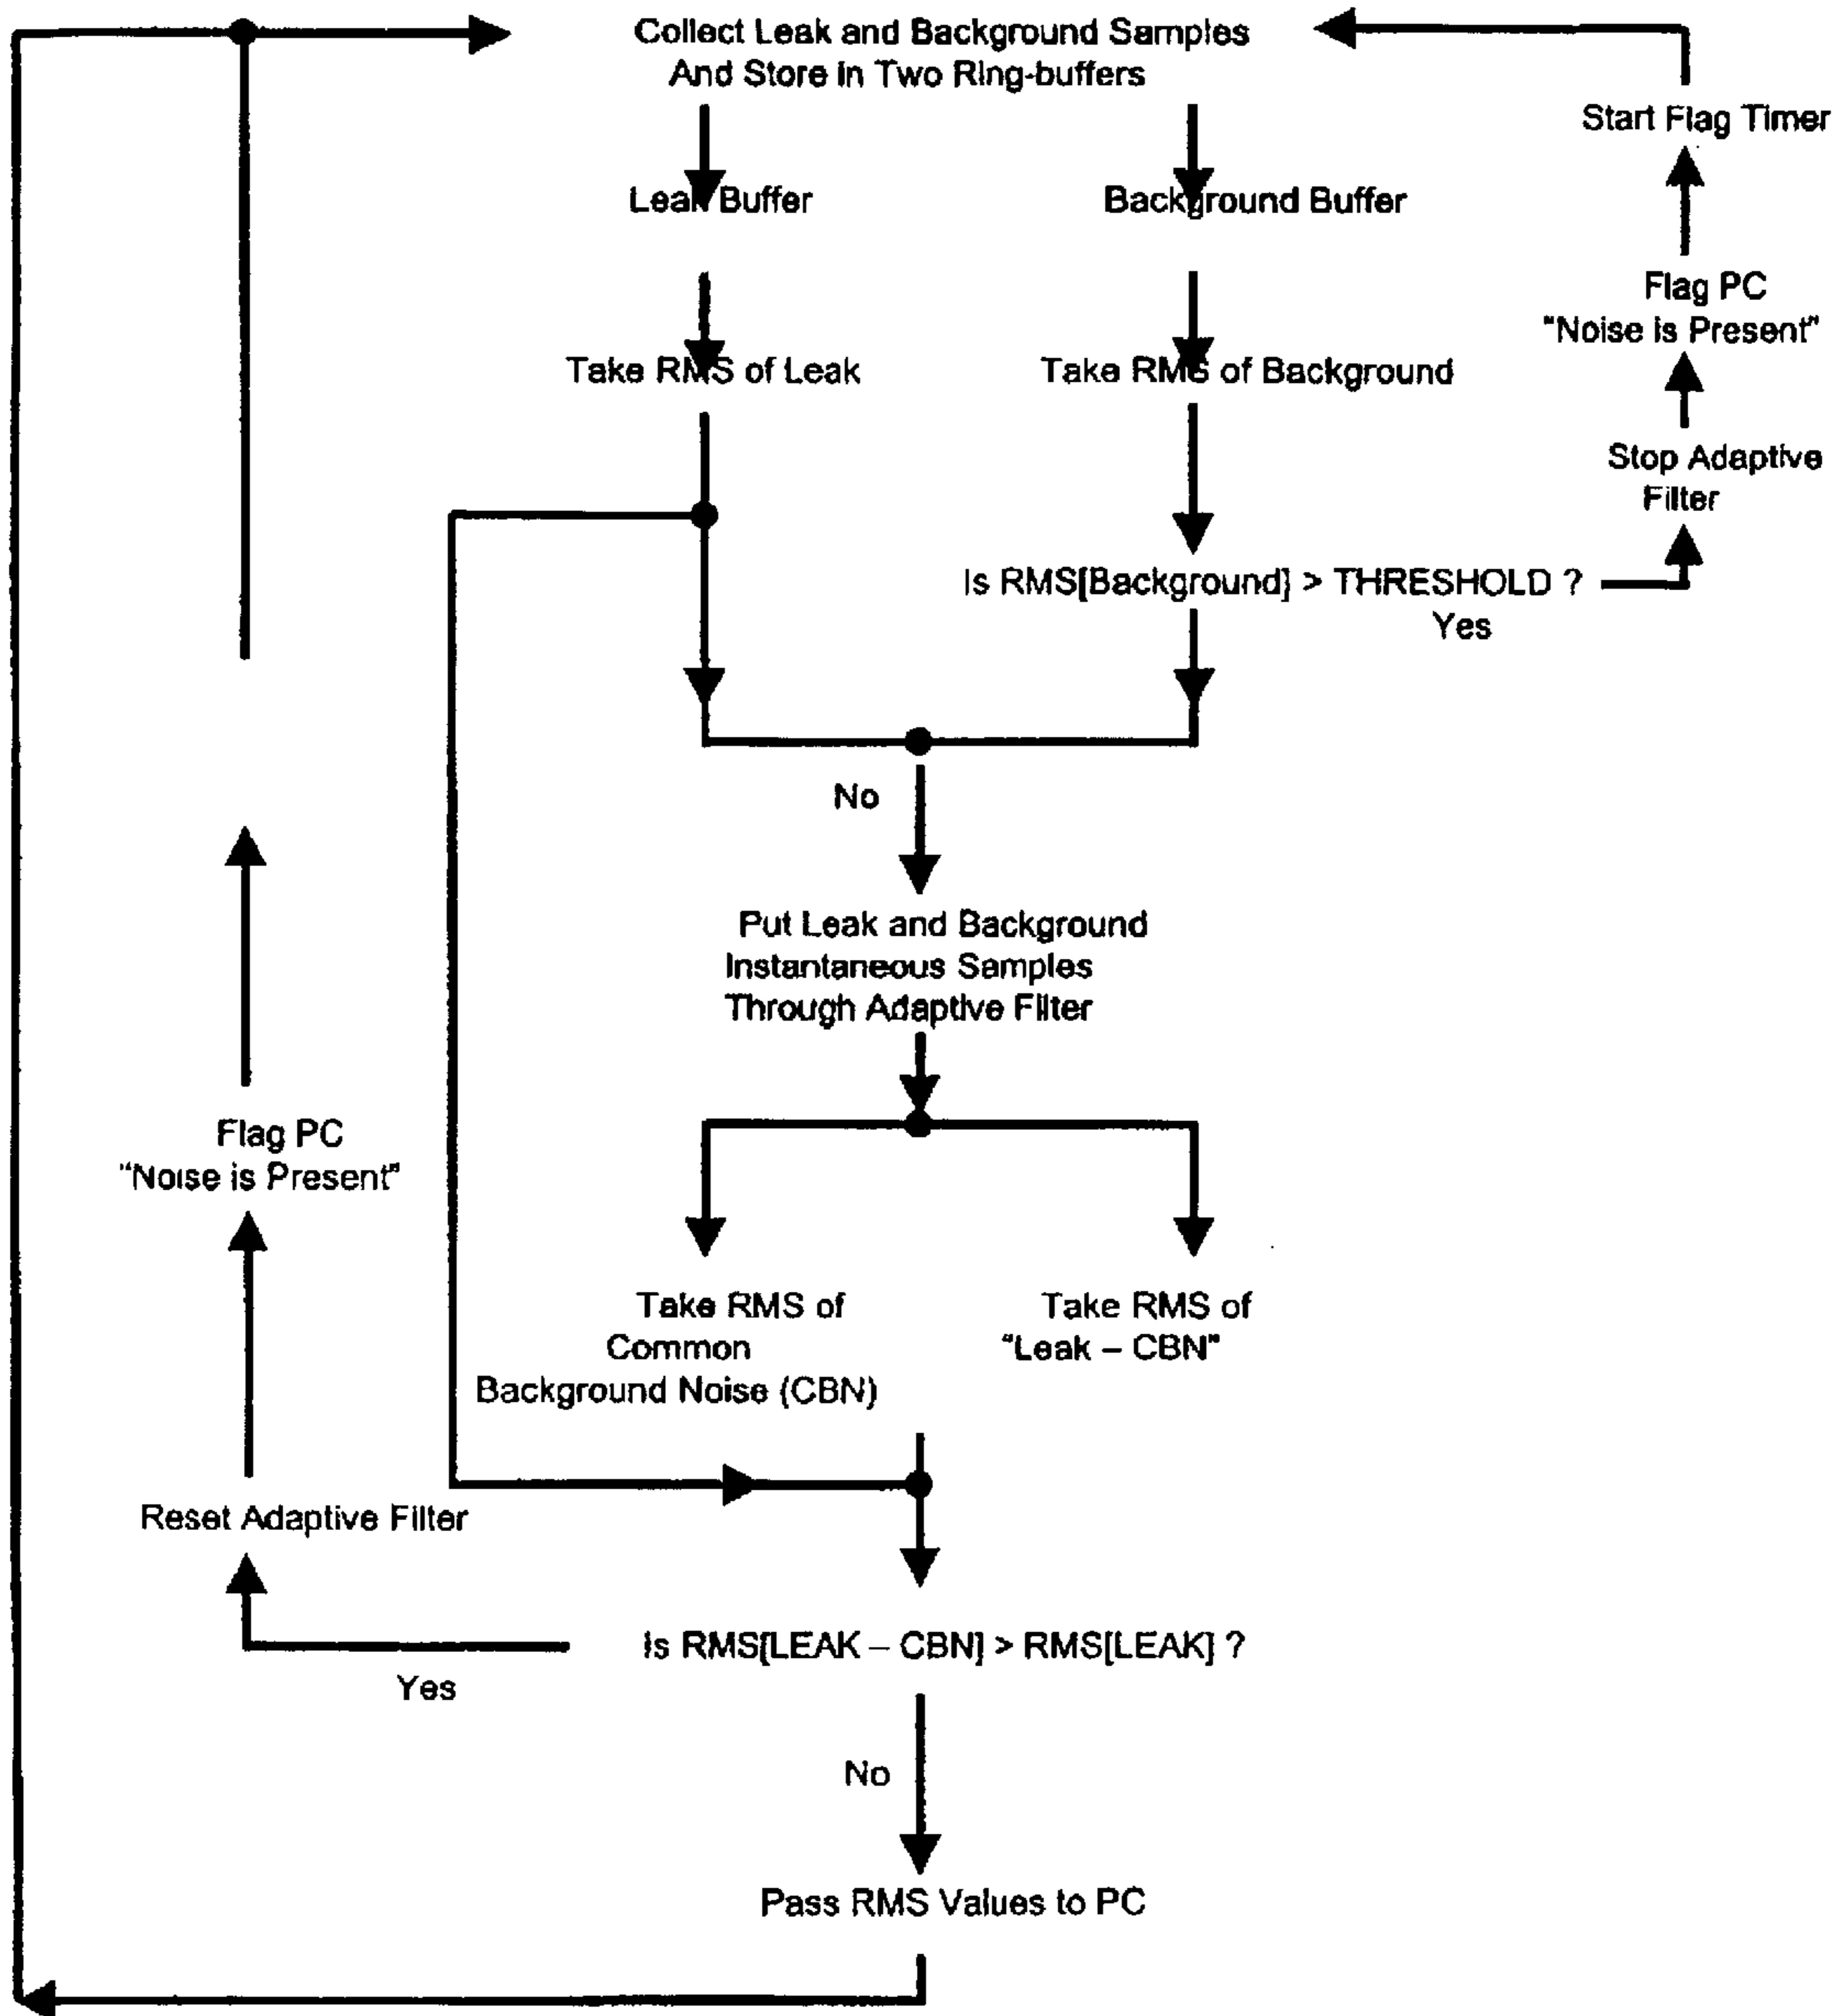 Collect Leak and Background Samples
And Store in Two Ring-buffers
Start Flag Timer
Leak Buffer
Background Buffer
Flag PC
"Noise is Present"
Take RMS of Leak
Take RMS of Background
Stop Adaptive
Filter
Is RMS[Background] > THRESHOLD ?
Yes
No
Put Leak and Background
Instantaneous Samples
Through Adaptive Filter
Flag PC
"Noise is Present"
Take RMS of
Common
Background Noise (CBN)
Take RMS of
"Leak – CBN"
Reset Adaptive Filter
Is RMS[LEAK – CBN] > RMS[LEAK] ?
Yes
No
Pass RMS Values to PC